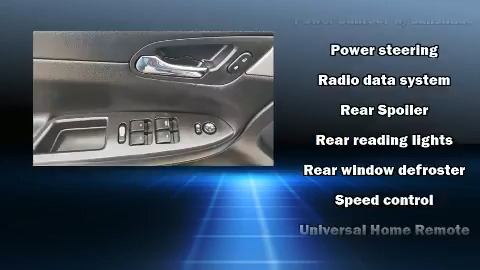 Power steering
Radio data system
Rear Spoiler
Rear reading lights
Rear window defroster
Speed control
Universal Home Remote